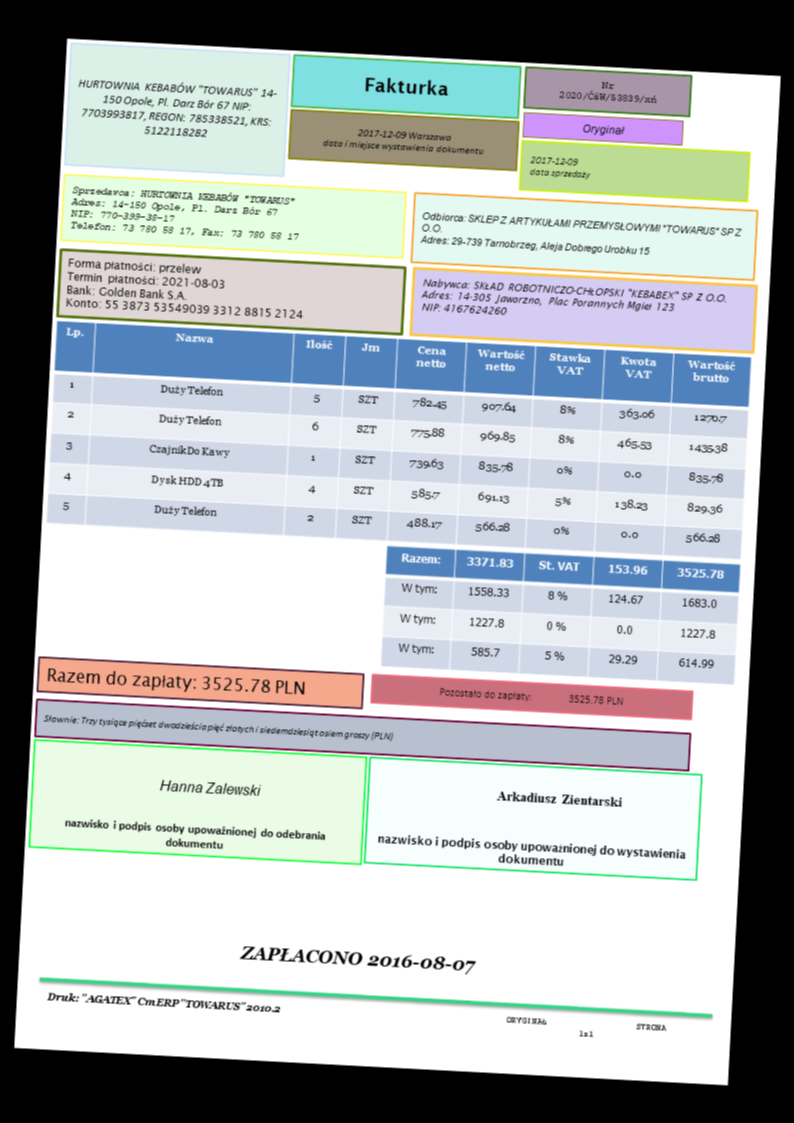 HURTOWNIA KEBABÓW "TOWARUS" 14-
150 Opole, Pl. Darz Bór 67 NIP:
7703993817, REGON: 785338521, KRS:
5122118282
Fakturka
2017-12-09 Warszawa
data i miejsce wystawienia dokumentu
Nr
2020/ĆśW/53839/xń
Oryginał
2017-12-09
data sprzedaży
Sprzedawca: HURTOWNIA KEBABÓW "TOWARUS"
Adres: 14-150 Opole, Pl. Darz Bór 67
NIP: 770-399-38-17
Telefon: 73 780 58 17, Fax: 73 780 58 17
Odbiorca: SKLEP Z ARTYKUŁAMI PRZEMYSŁOWYMI "TOWARUS" SP Z
O.O.
Adres: 29-739 Tarnobrzeg, Aleja Dobrego Urobku 15
Forma płatności: przelew
Termin płatności: 2021-08-03
Bank: Golden Bank S.A.
Konto: 55 3873 53549039 3312 8815 2124
Nabywca: SKŁAD ROBOTNICZO-CHŁOPSKI "KEBABEX" SP Z O.O.
Adres: 14-305 Jaworzno, Plac Porannych Mgieł 123
NIP: 4167624260
Lp. Nazwa Ilość Jm Cena netto Wartość netto Stawka VAT Kwota VAT Wartość brutto
1 Duży Telefon 5 SZT 782.45 907.64 8% 363.06 1270.7
2 Duży Telefon 6 SZT 775.88 969.85 8% 465.53 1435.38
3 Czajnik Do Kawy 1 SZT 739.63 835.78 0% 0.0 835.78
4 Dysk HDD 4TB 4 SZT 585.7 691.13 5% 138.23 829.36
5 Duży Telefon 2 SZT 488.17 566.28 0% 0.0 566.28
Razem: 3371.83 St. VAT 153.96 3525.78
W tym: 1558.33 8 % 124.67 1683.0
W tym: 1227.8 0 % 0.0 1227.8
W tym: 585.7 5 % 29.29 614.99
Razem do zapłaty: 3525.78 PLN
Pozostało do zapłaty: 3525.78 PLN
Słownie: Trzy tysiące pięćset dwadzieścia pięć złotych i siedemdziesiąt osiem groszy (PLN)
Hanna Zalewski
nazwisko i podpis osoby upoważnionej do odebrania
dokumentu
Arkadiusz Zientarski
nazwisko i podpis osoby upoważnionej do wystawienia
dokumentu
ZAPŁACONO 2016-08-07
Druk: "AGATEX" CmERP "TOWARUS" 2010.2
ORYGINAŁ STRONA
1z1